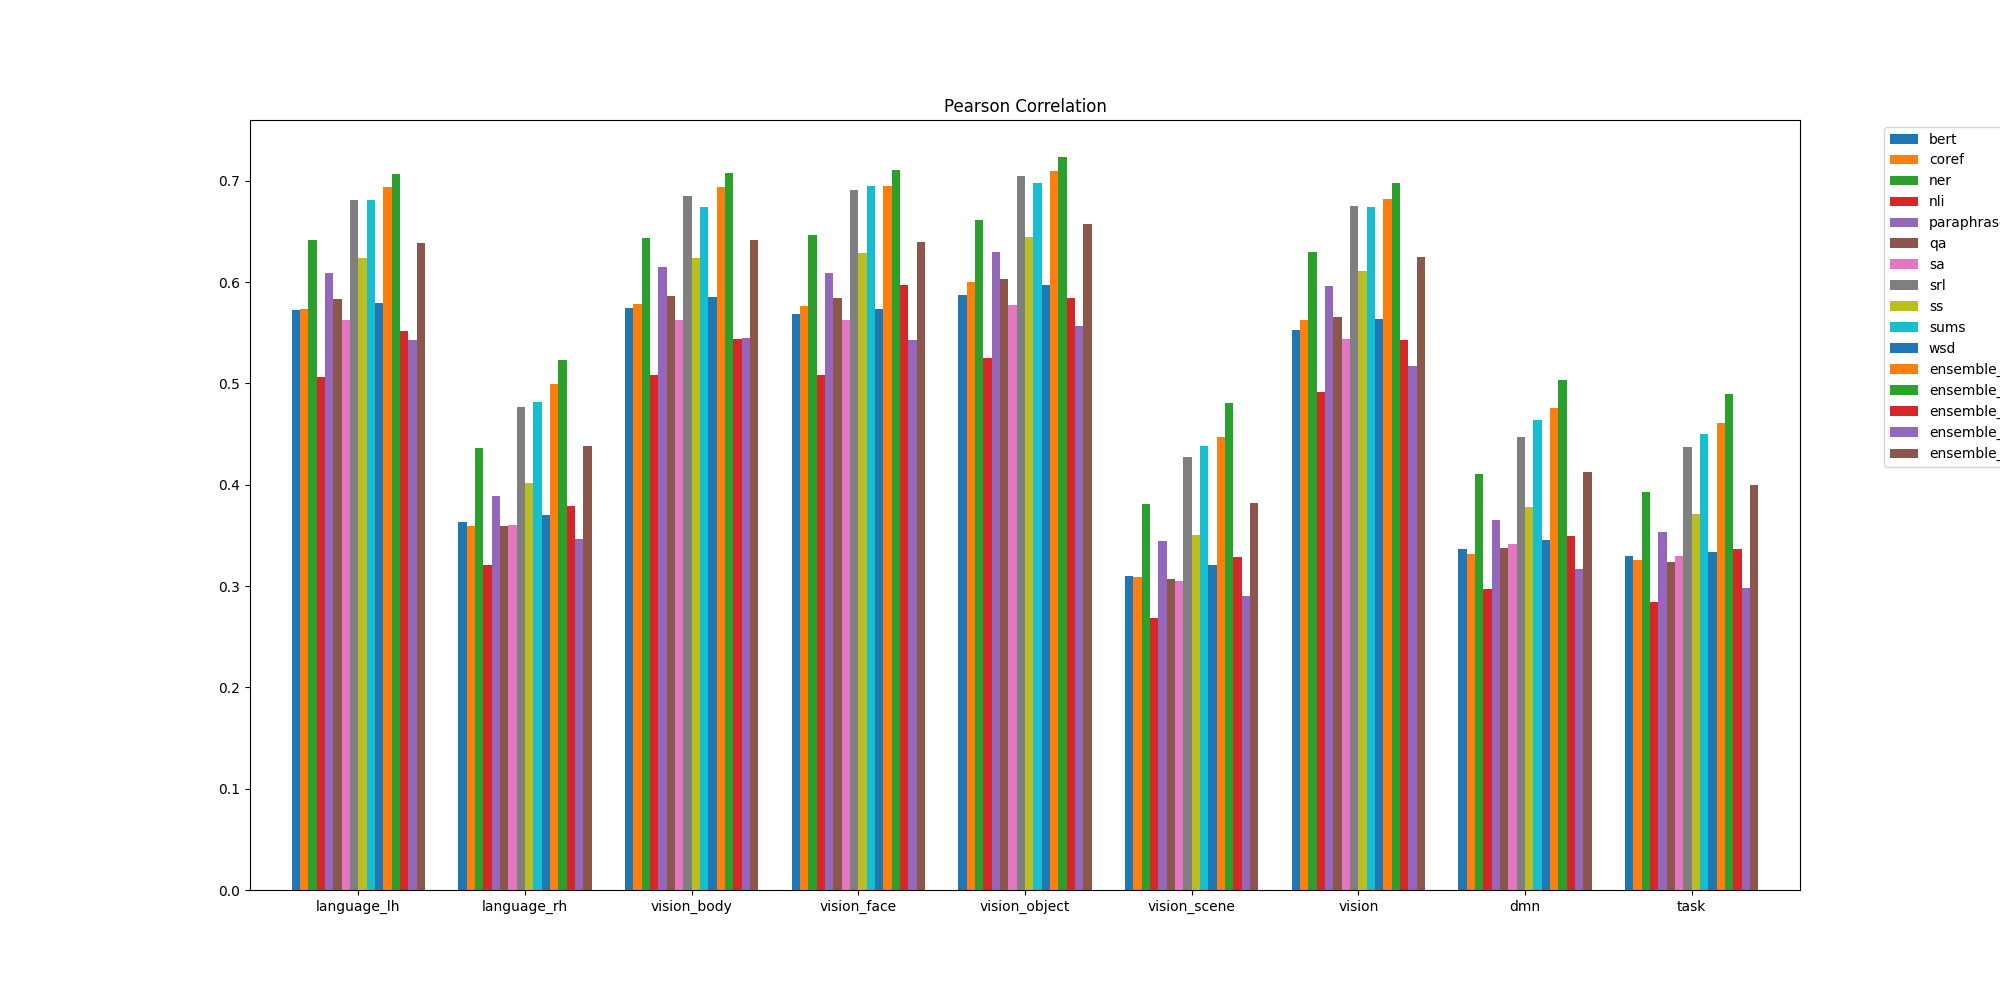 Pearson Correlation
0.7
0.6
0.5
0.4
0.3
0.2
0.1
0.0
language_lh language_rh vision_body vision_face vision_object vision_scene vision dmn task
bert
coref
ner
nli
paraphras
qa
sa
srl
ss
sums
wsd
ensemble_
ensemble_
ensemble_
ensemble_
ensemble_